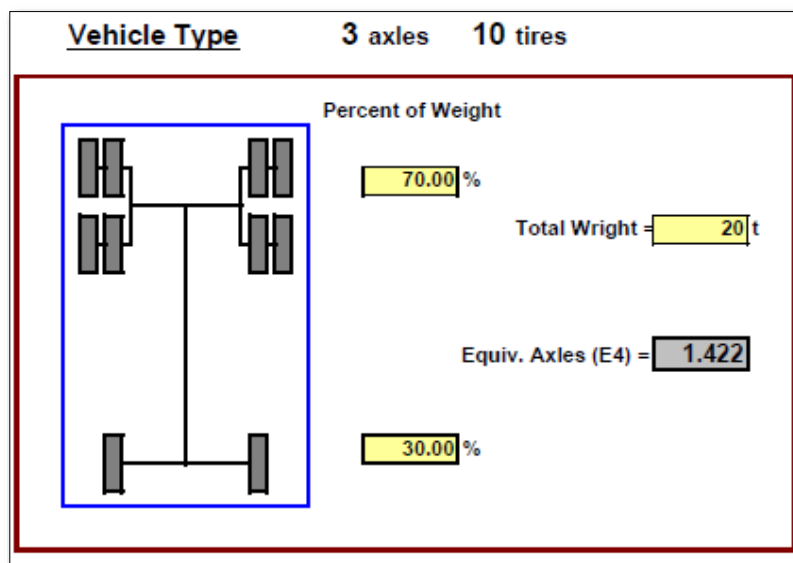 Vehicle Type 3 axles 10 tires
Percent of Weight
70.00 %
Total Wright = 20 t
Equiv. Axles (E4) = 1.422
30.00 %